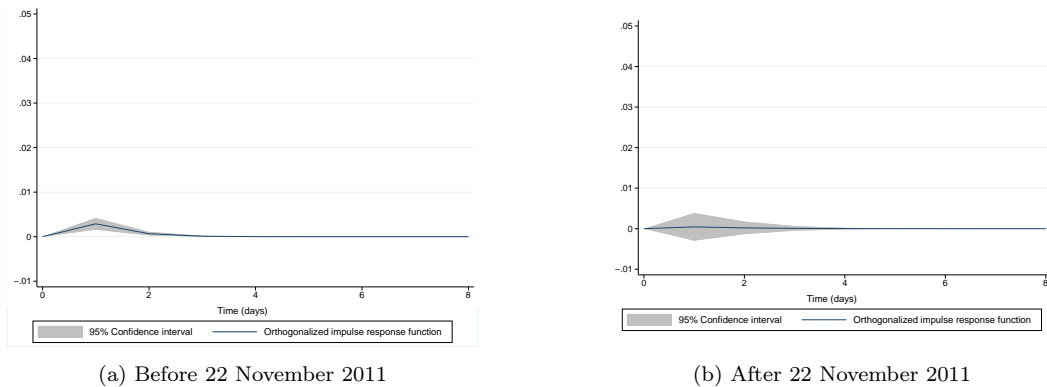 .05
.04
.03
.02
.01
0
−.01
0 2 4 6 8
Time (days)
95% Confidence interval Orthogonalized impulse response function
(a) Before 22 November 2011
.05
.04
.03
.02
.01
0
−.01
0 2 4 6 8
Time (days)
95% Confidence interval Orthogonalized impulse response function
(b) After 22 November 2011